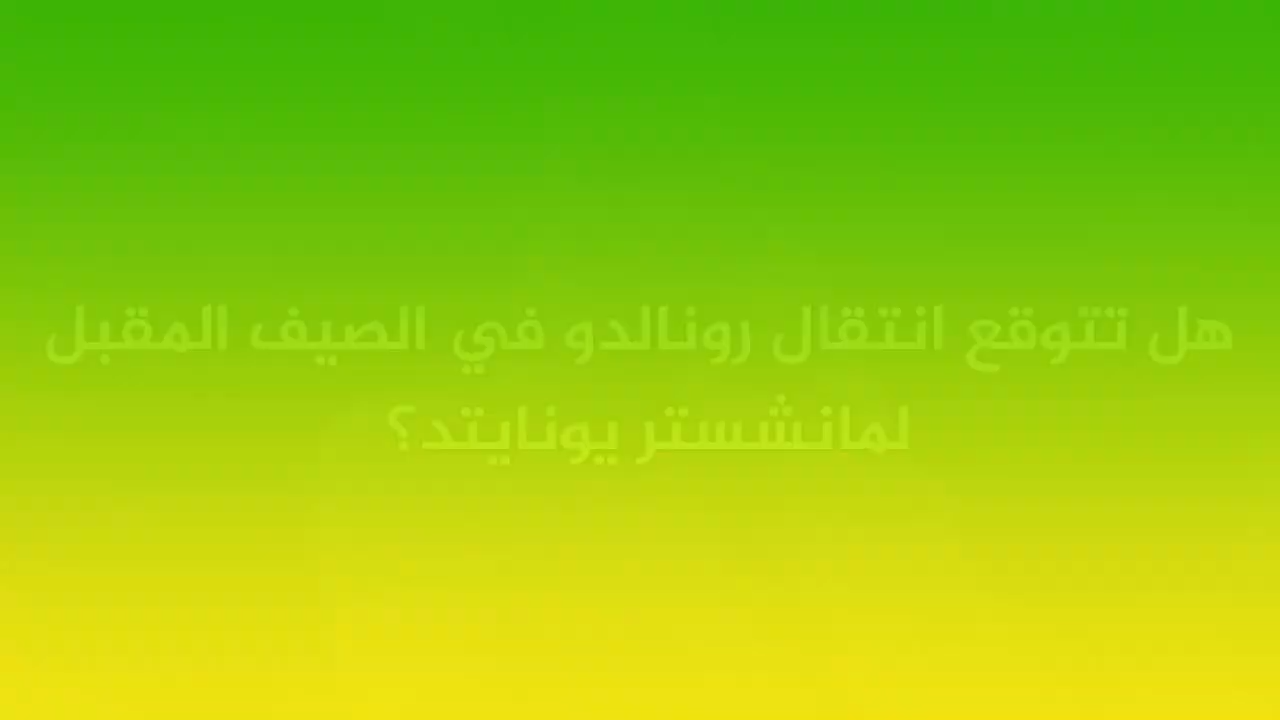 هل تتوقع انتقال رونالدو في الصيف المقبل
لمانشستر يونايتد؟